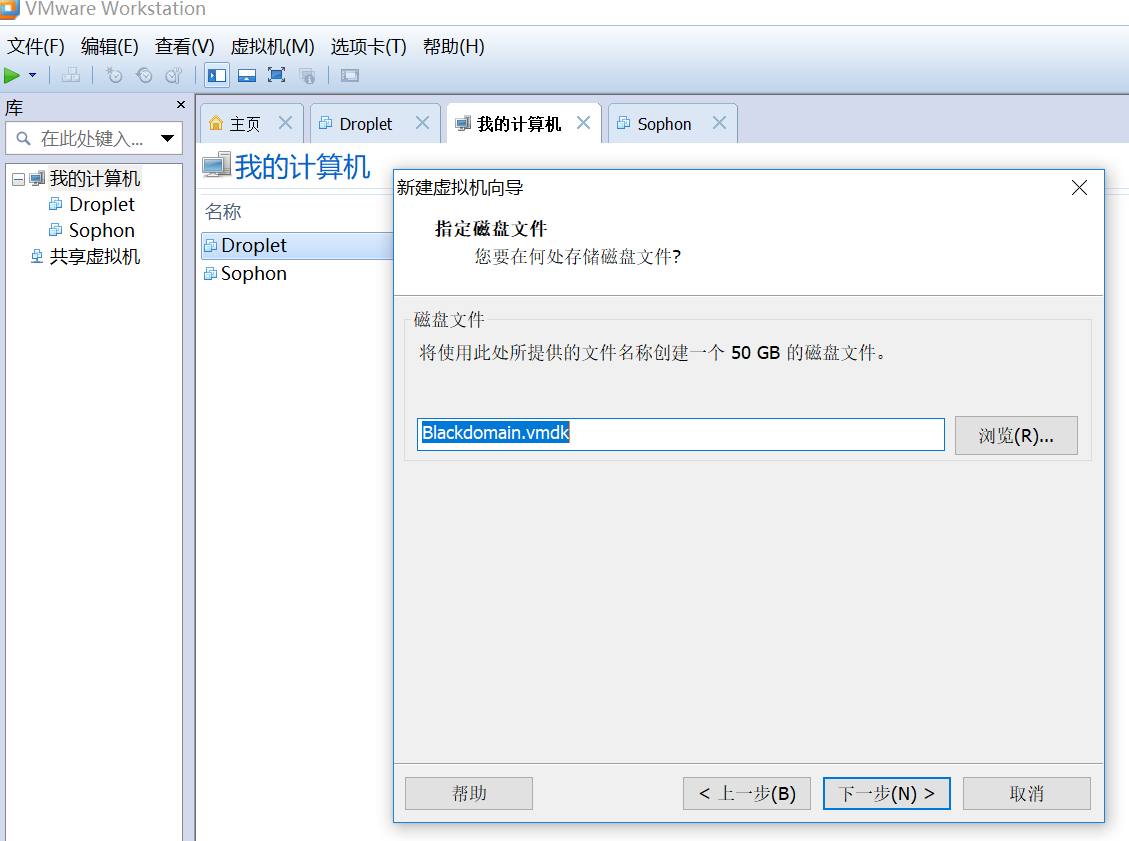 VMware Workstation
文件(F) 编辑(E) 查看(V) 虚拟机(M) 选项卡(T) 帮助(H)
库
在此处键入...
我的计算机
Droplet
Sophon
共享虚拟机
主页 Droplet 我的计算机 Sophon
我的计算机
名称
Droplet
Sophon
新建虚拟机向导
指定磁盘文件
您要在何处存储磁盘文件?
磁盘文件
将使用此处所提供的文件名称创建一个 50 GB 的磁盘文件。
Blackdomain.vmdk
浏览(R)...
帮助 < 上一步(B) 下一步(N) > 取消